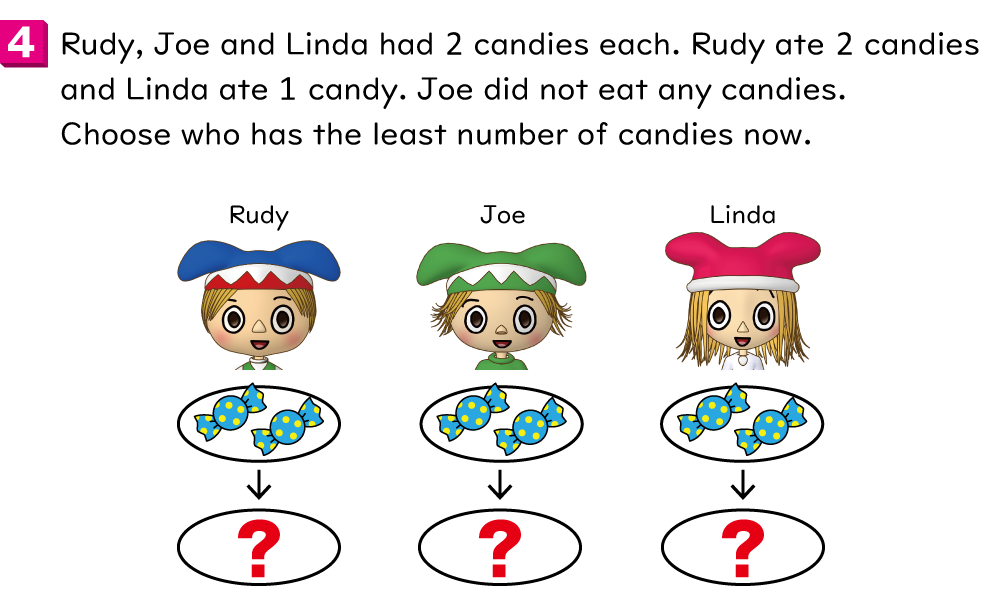 4 Rudy, Joe and Linda had 2 candies each. Rudy ate 2 candies
and Linda ate 1 candy. Joe did not eat any candies.
Choose who has the least number of candies now.
Rudy Joe Linda
? ? ?